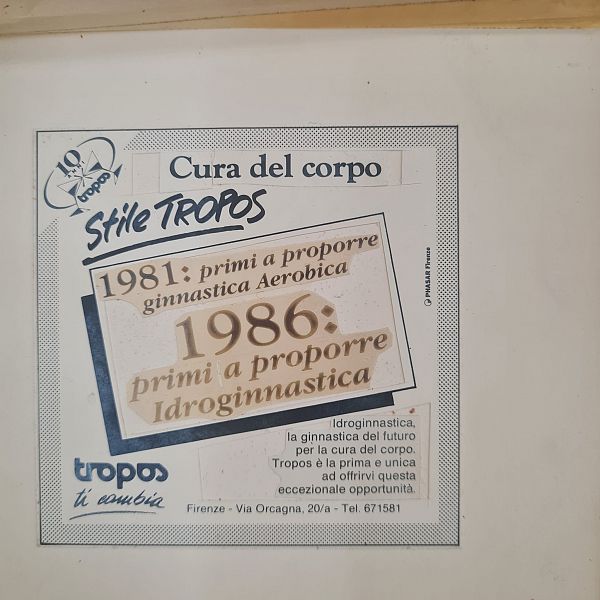 10
ANNI
tropos
Cura del corpo
Stile TROPOS
1981: primi a proporre
ginnastica Aerobica
1986:
primi a proporre
Idroginnastica
© PHASAR Firenze
Idroginnastica,
la ginnastica del futuro
per la cura del corpo.
Tropos è la prima e unica
ad offrirvi questa
eccezionale opportunità.
tropos
ti cambia
Firenze - Via Orcagna, 20/a - Tel. 671581